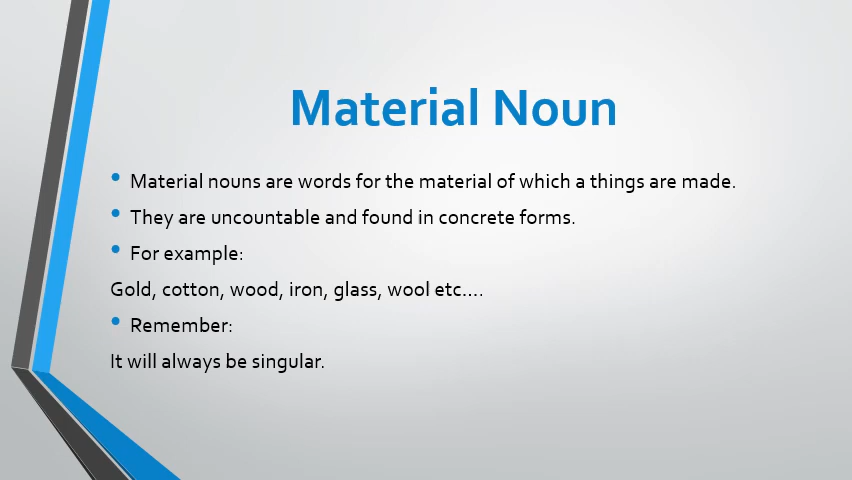 Material Noun
• Material nouns are words for the material of which a things are made.
• They are uncountable and found in concrete forms.
• For example:
Gold, cotton, wood, iron, glass, wool etc....
• Remember:
It will always be singular.